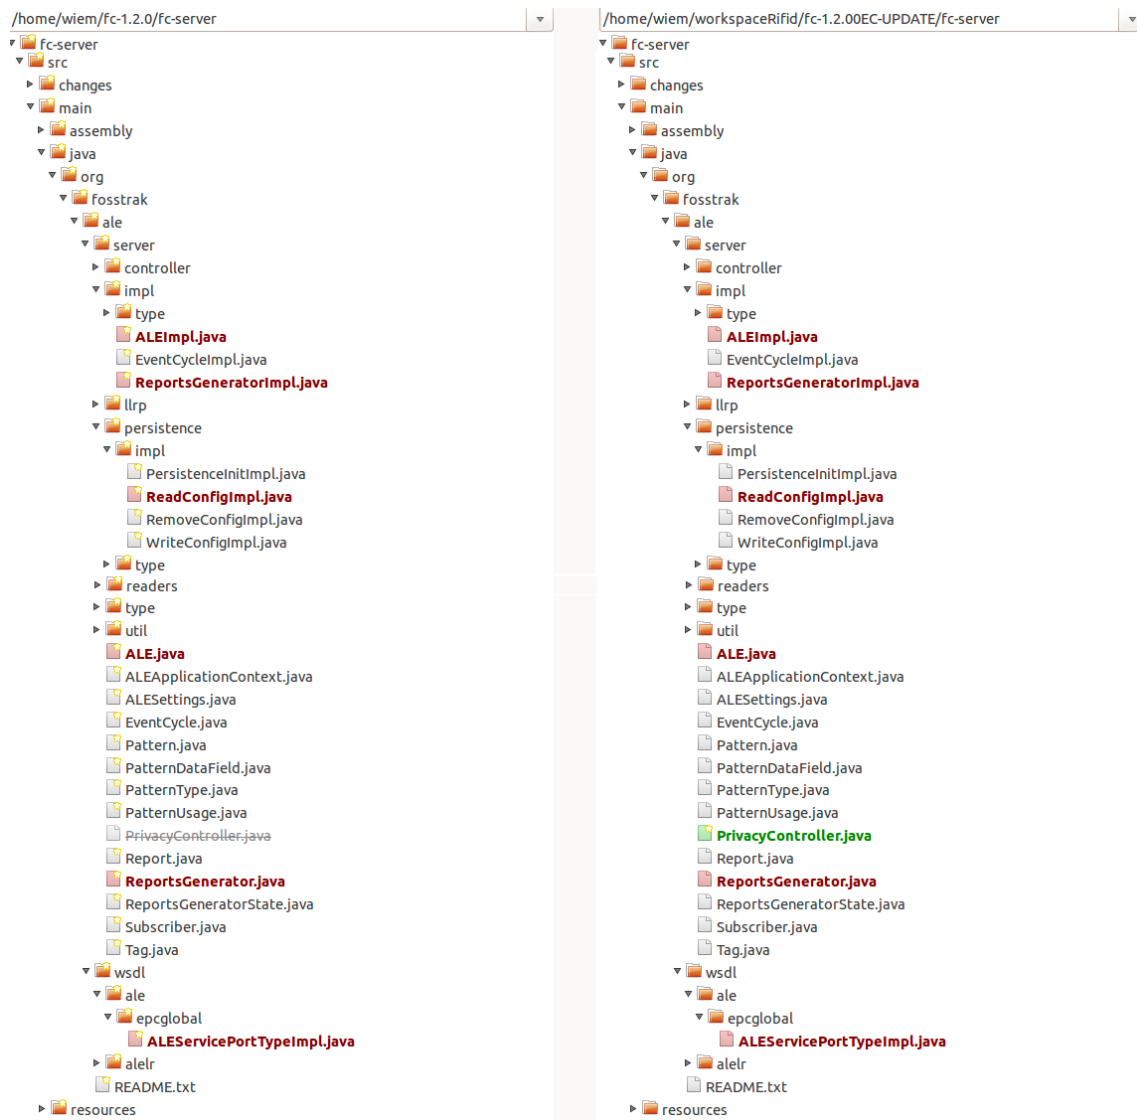 /home/wiem/fc-1.2.0/fc-server
fc-server
src
changes
main
assembly
java
org
fosstrak
ale
server
controller
impl
type
ALEImpl.java
EventCycleImpl.java
ReportsGeneratorImpl.java
llrp
persistence
impl
PersistenceInitImpl.java
ReadConfigImpl.java
RemoveConfigImpl.java
WriteConfigImpl.java
type
readers
type
util
ALE.java
ALEApplicationContext.java
ALESettings.java
EventCycle.java
Pattern.java
PatternDataField.java
PatternType.java
PatternUsage.java
PrivacyController.java
Report.java
ReportsGenerator.java
ReportsGeneratorState.java
Subscriber.java
Tag.java
wsdl
ale
epcglobal
ALEServicePortTypeImpl.java
alelr
README.txt
resources
/home/wiem/workspaceRifid/fc-1.2.00EC-UPDATE/fc-server
fc-server
src
changes
main
assembly
java
org
fosstrak
ale
server
controller
impl
type
ALEImpl.java
EventCycleImpl.java
ReportsGeneratorImpl.java
llrp
persistence
impl
PersistenceInitImpl.java
ReadConfigImpl.java
RemoveConfigImpl.java
WriteConfigImpl.java
type
readers
type
util
ALE.java
ALEApplicationContext.java
ALESettings.java
EventCycle.java
Pattern.java
PatternDataField.java
PatternType.java
PatternUsage.java
PrivacyController.java
Report.java
ReportsGenerator.java
ReportsGeneratorState.java
Subscriber.java
Tag.java
wsdl
ale
epcglobal
ALEServicePortTypeImpl.java
alelr
README.txt
resources